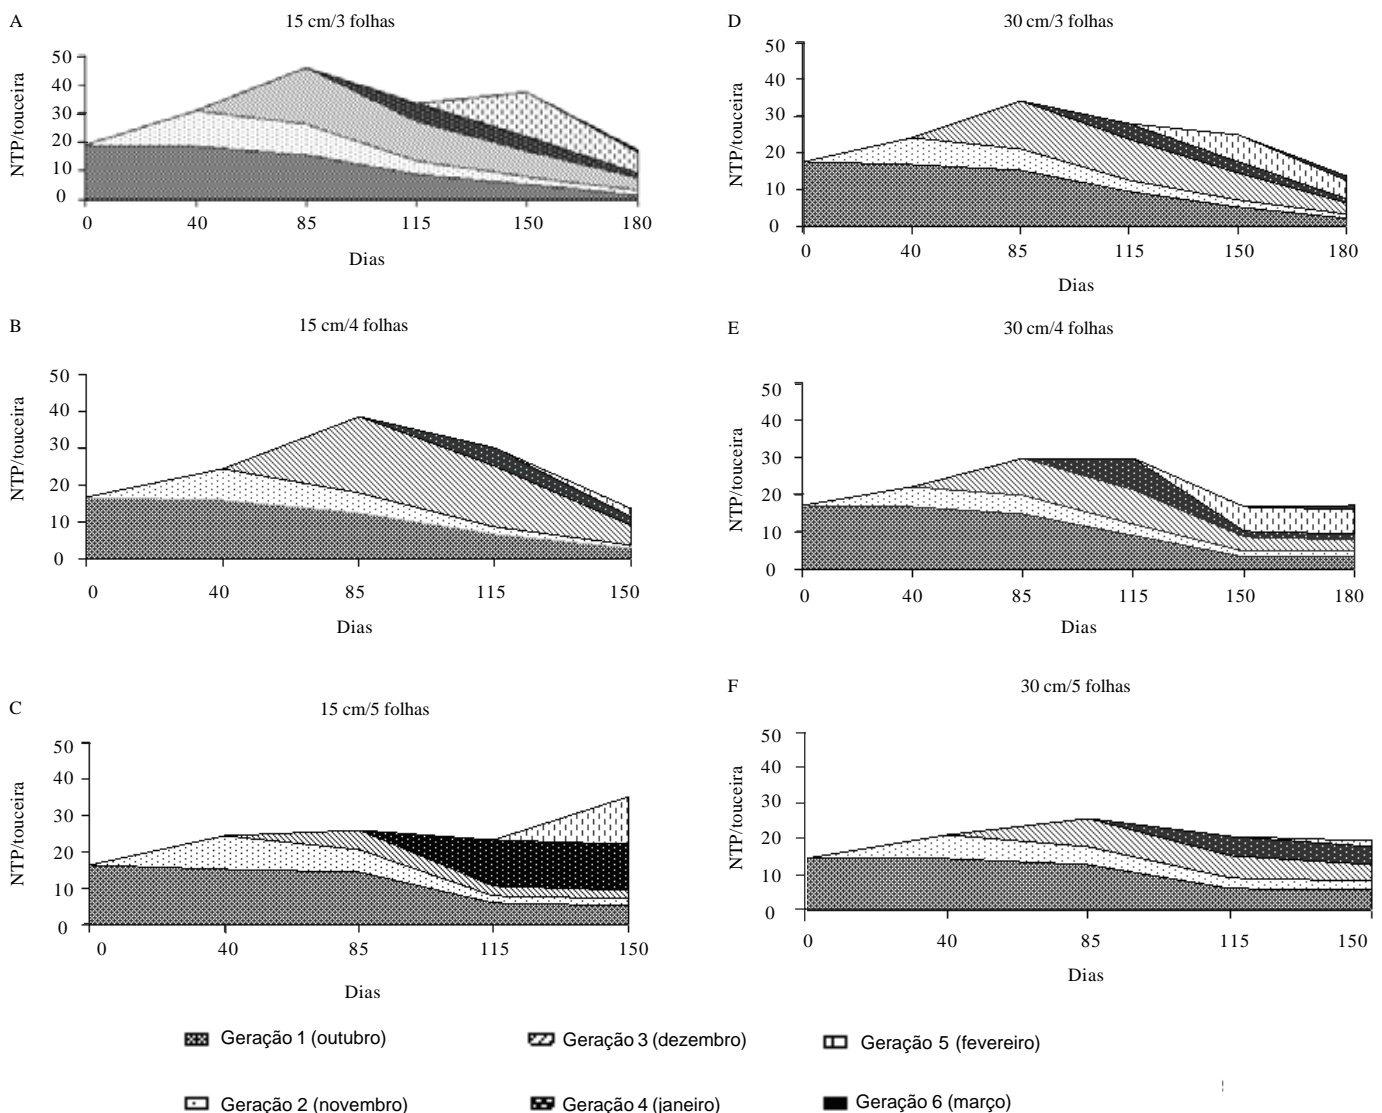 A
15 cm/3 folhas
NTP/touceira
50
40
30
20
10
0
0 40 85 115 150 180
Dias
B
15 cm/4 folhas
NTP/touceira
50
40
30
20
10
0
0 40 85 115 150
Dias
C
15 cm/5 folhas
NTP/touceira
50
40
30
20
10
0
0 40 85 115 150
Dias
D
30 cm/3 folhas
NTP/touceira
50
40
30
20
10
0
0 40 85 115 150 180
Dias
E
30 cm/4 folhas
NTP/touceira
50
40
30
20
10
0
0 40 85 115 150 180
Dias
F
30 cm/5 folhas
NTP/touceira
50
40
30
20
10
0
0 40 85 115 150
Dias
Geração 1 (outubro)
Geração 3 (dezembro)
Geração 5 (fevereiro)
Geração 2 (novembro)
Geração 4 (janeiro)
Geração 6 (março)